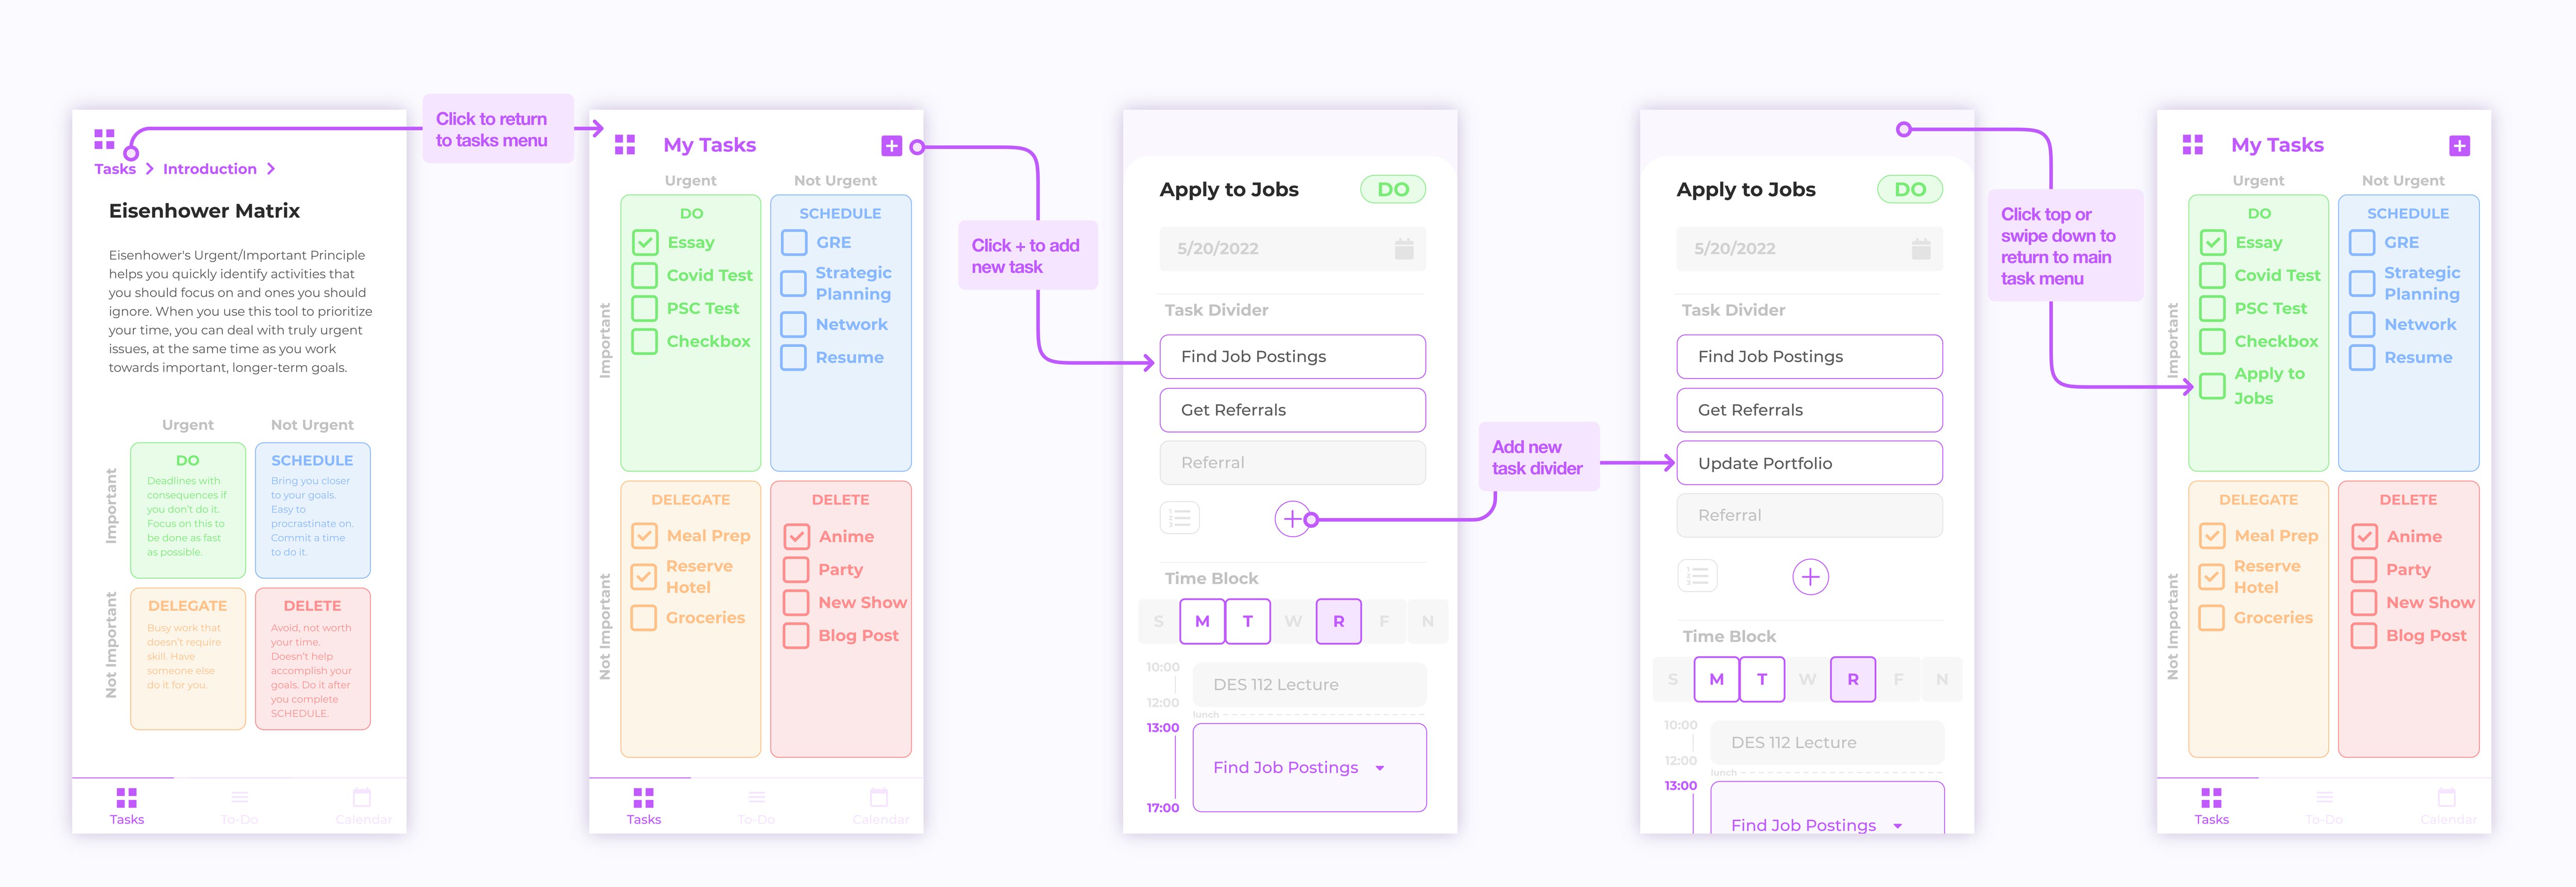 Tasks > Introduction >
Eisenhower Matrix
Eisenhower's Urgent/Important Principle
helps you quickly identify activities that
you should focus on and ones you should
ignore. When you use this tool to prioritize
your time, you can deal with truly urgent
issues, at the same time as you work
towards important, longer-term goals.
Urgent
Not Urgent
Important
DO
Deadlines with
consequences if
you don't do it.
Focus on this to
be done as fast
as possible.
SCHEDULE
Bring you closer
to your goals.
Easy to
procrastinate on.
Commit a time
to do it.
Not Important
DELEGATE
Busy work that
doesn't require
skill. Have
someone else
do it for you.
DELETE
Avoid, not worth
your time.
Doesn't help
accomplish your
goals. Do it after
you complete
SCHEDULE.
Tasks
To-Do
Calendar
Click to return
to tasks menu
My Tasks
Urgent
Not Urgent
Important
DO
Essay
Covid Test
PSC Test
Checkbox
SCHEDULE
GRE
Strategic
Planning
Network
Resume
Not Important
DELEGATE
Meal Prep
Reserve
Hotel
Groceries
DELETE
Anime
Party
New Show
Blog Post
Tasks
To-Do
Calendar
Click + to add
new task
Apply to Jobs
DO
5/20/2022
Task Divider
Find Job Postings
Get Referrals
Referral
1
2
3
Time Block
S M T W R F N
10:00
DES 112 Lecture
12:00
lunch
13:00
Find Job Postings
17:00
Add new
task divider
Apply to Jobs
DO
5/20/2022
Task Divider
Find Job Postings
Get Referrals
Update Portfolio
Referral
1
2
3
Time Block
S M T W R F N
10:00
DES 112 Lecture
12:00
lunch
13:00
Find Job Postings
Click top or
swipe down to
return to main
task menu
My Tasks
Urgent
Not Urgent
Important
DO
Essay
Covid Test
PSC Test
Checkbox
Apply to
Jobs
SCHEDULE
GRE
Strategic
Planning
Network
Resume
Not Important
DELEGATE
Meal Prep
Reserve
Hotel
Groceries
DELETE
Anime
Party
New Show
Blog Post
Tasks
To-Do
Calendar